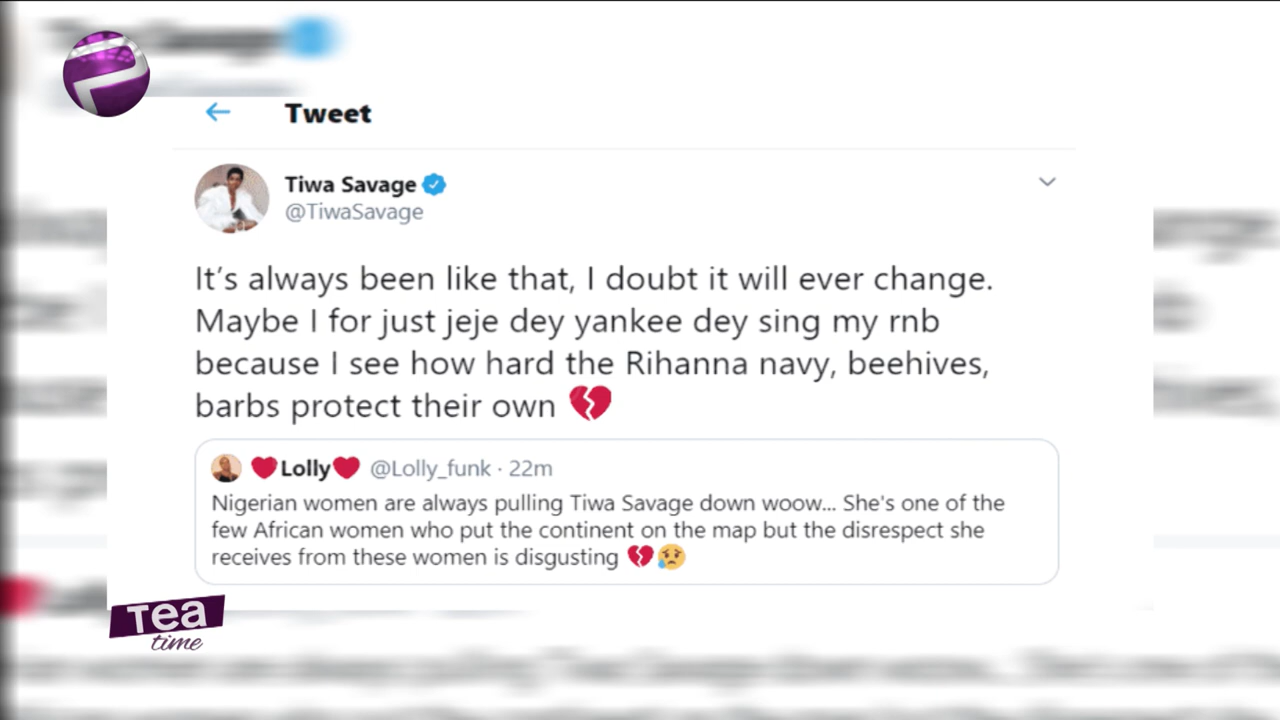 Tweet
Tiwa Savage
@TiwaSavage
It's always been like that, I doubt it will ever change.
Maybe I for just jeje dey yankee dey sing my rnb
because I see how hard the Rihanna navy, beehives,
barbs protect their own 💔
❤️Lolly❤️ @Lolly_funk · 22m
Nigerian women are always pulling Tiwa Savage down woow... She's one of the
few African women who put the continent on the map but the disrespect she
receives from these women is disgusting 💔😥
Tea
time